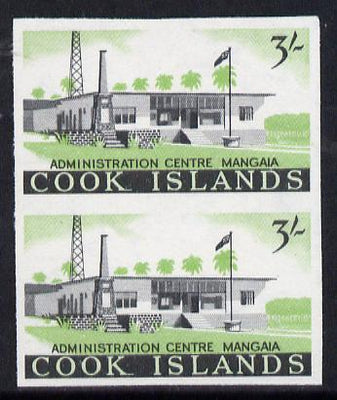 3/-
ADMINISTRATION CENTRE MANGAIA
COOK ISLANDS
3/-
ADMINISTRATION CENTRE MANGAIA
COOK ISLANDS